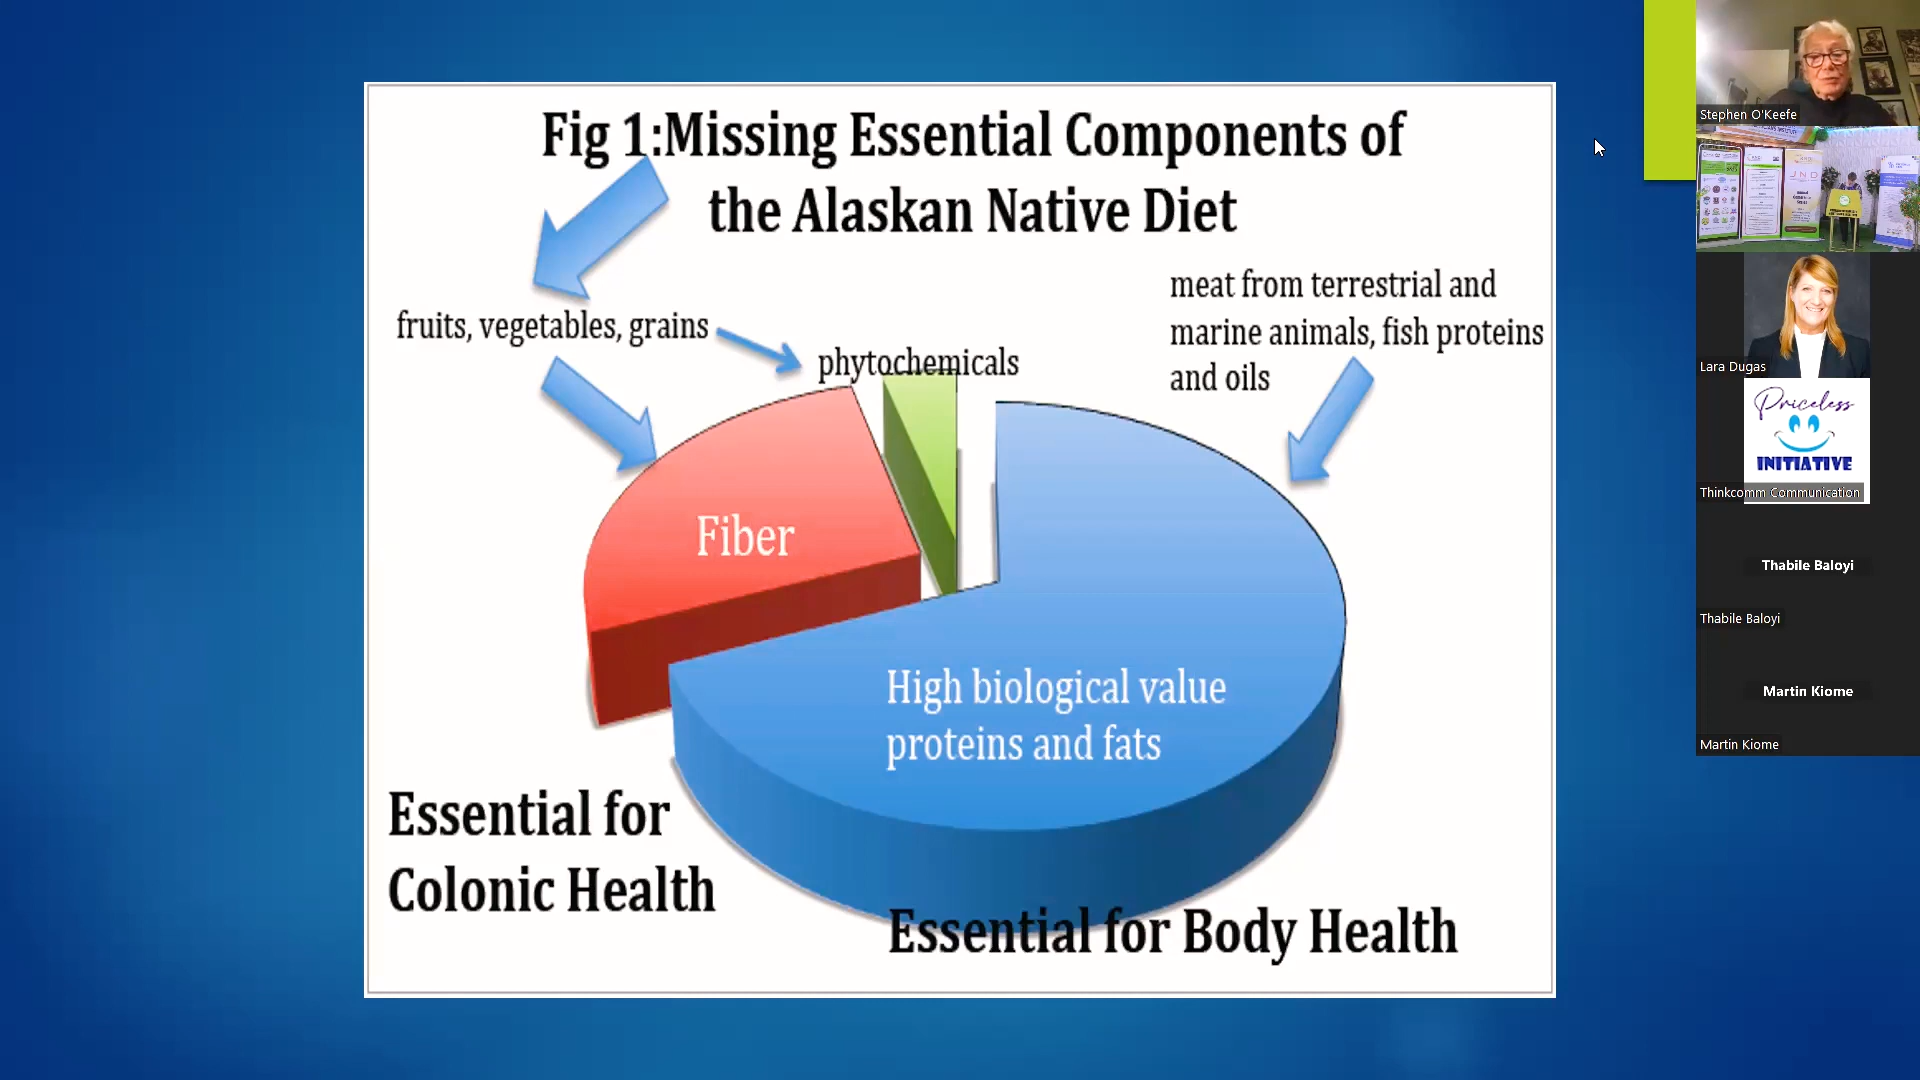 Fig 1:Missing Essential Components of
the Alaskan Native Diet
fruits, vegetables, grains
phytochemicals
meat from terrestrial and
marine animals, fish proteins
and oils
Fiber
High biological value
proteins and fats
Essential for
Colonic Health
Essential for Body Health
Stephen O'Keefe
JND
Lara Dugas
Priceless
INITIATIVE
Thinkcomm Communication
Thabile Baloyi
Thabile Baloyi
Martin Kiome
Martin Kiome